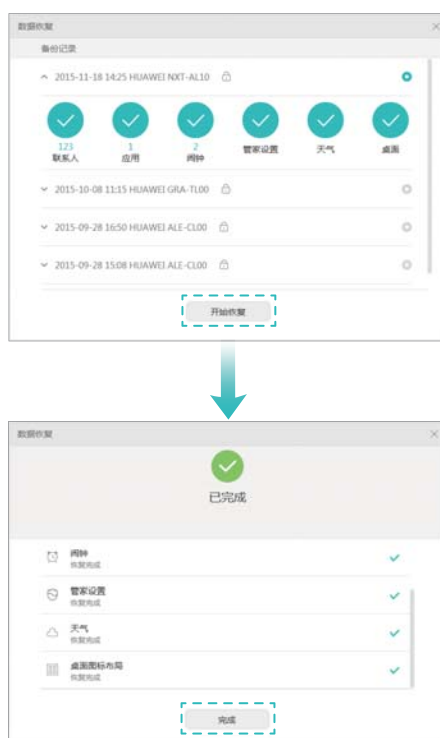 数据恢复
备份记录
2015-11-18 14:25 HUAWEI NXT-AL10
123 1 2
联系人 应用 闹钟 管家设置 天气 桌面
2015-10-08 11:15 HUAWEI GRA-TL00
2015-09-28 16:50 HUAWEI ALE-CL00
2015-09-28 15:08 HUAWEI ALE-CL00
开始恢复
数据恢复
已完成
闹钟
恢复完成
管家设置
恢复完成
天气
恢复完成
桌面图标布局
恢复完成
完成